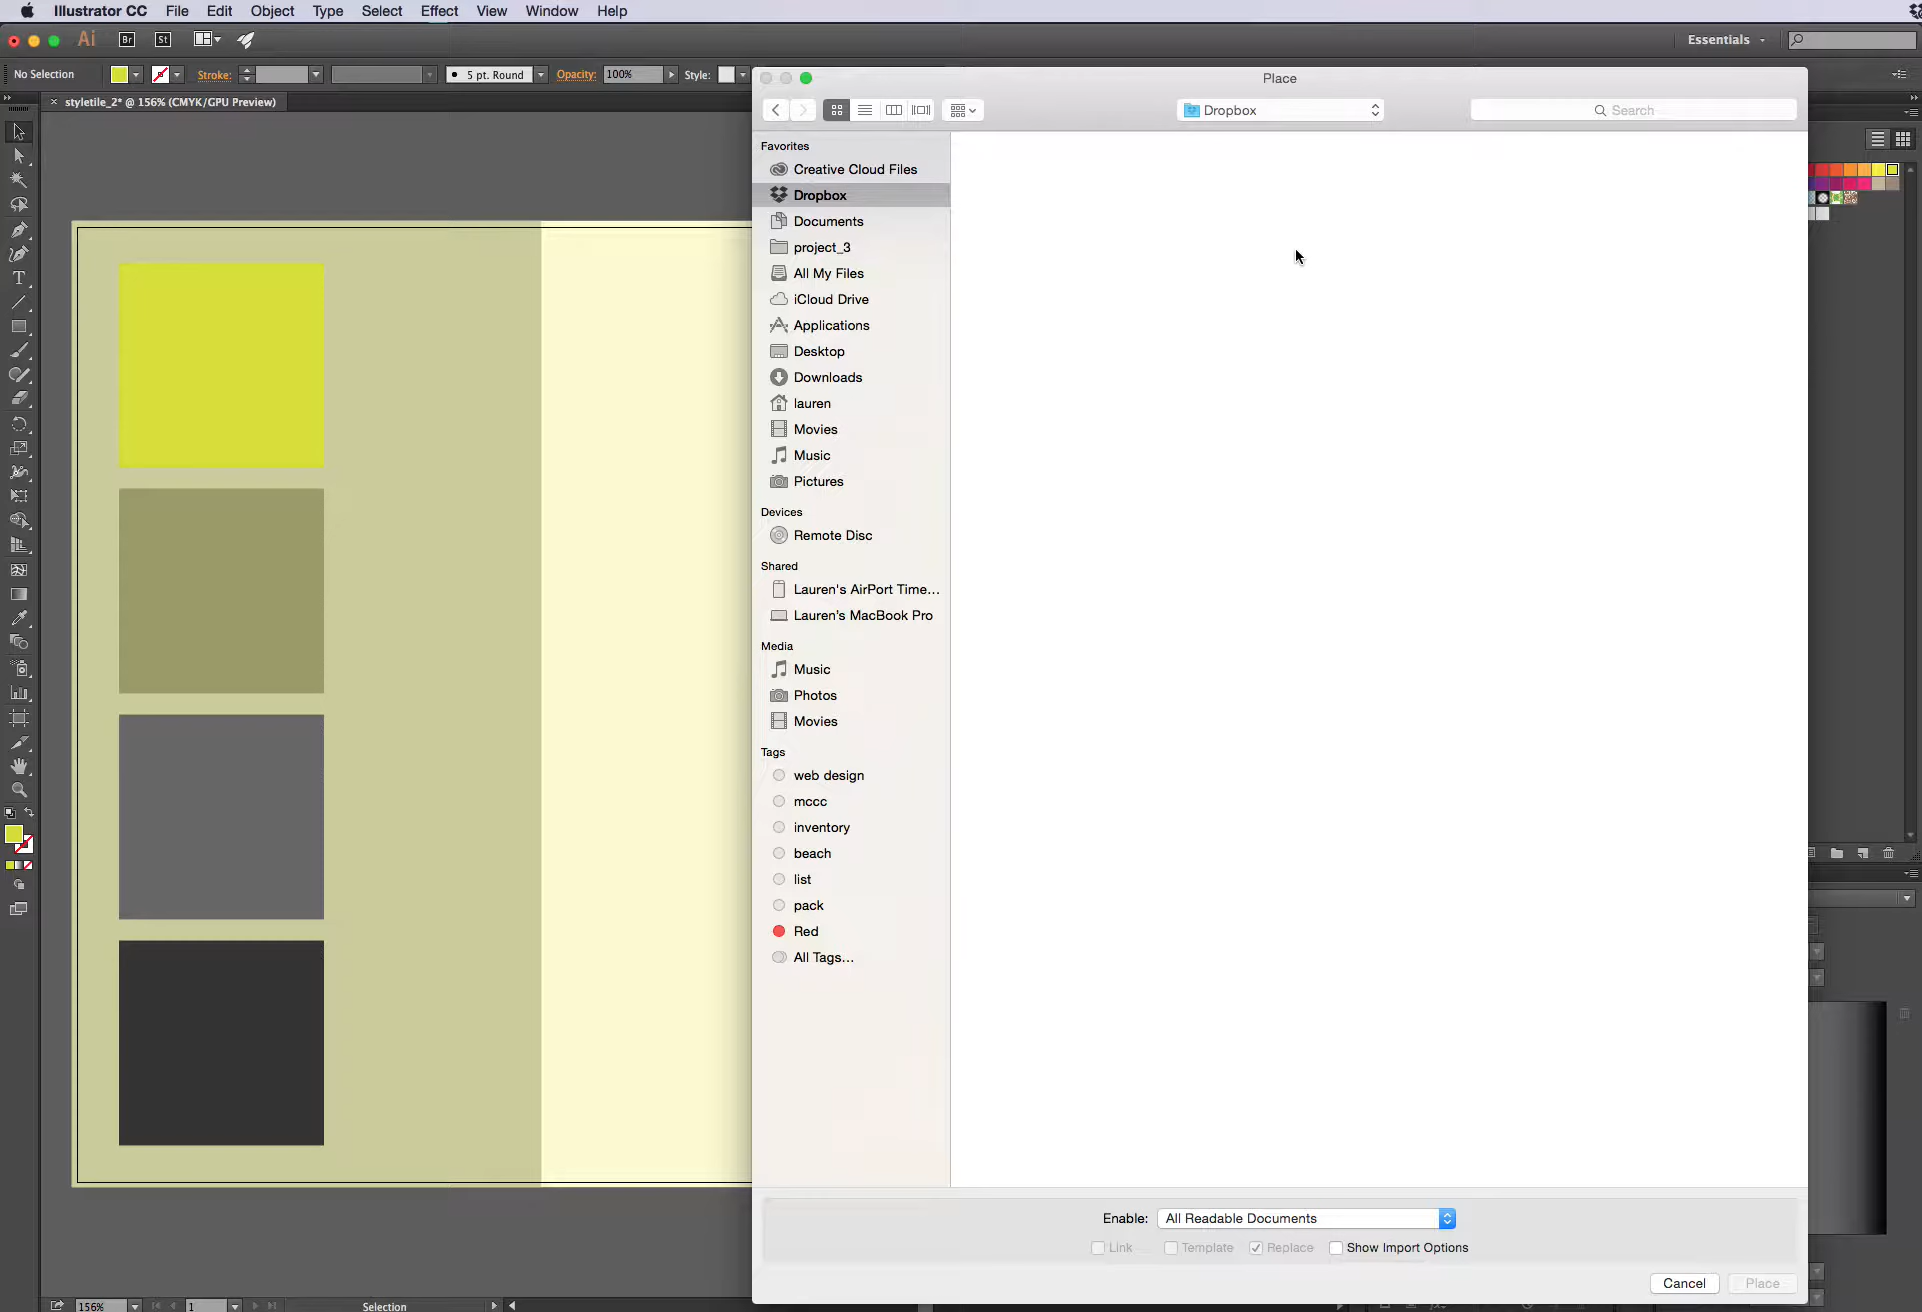 Illustrator CC File Edit Object Type Select Effect View Window Help
Ai Br St Essentials
No Selection Stroke: 5 pt. Round Opacity: 100% Style:
× styletile_2* @ 156% (CMYK/GPU Preview)
Place
Dropbox
Search
Favorites
Creative Cloud Files
Dropbox
Documents
project_3
All My Files
iCloud Drive
Applications
Desktop
Downloads
lauren
Movies
Music
Pictures
Devices
Remote Disc
Shared
Lauren's AirPort Time...
Lauren's MacBook Pro
Media
Music
Photos
Movies
Tags
web design
mccc
inventory
beach
list
pack
Red
All Tags...
Enable: All Readable Documents
Link Template Replace Show Import Options
Cancel Place
156% 1 Selection